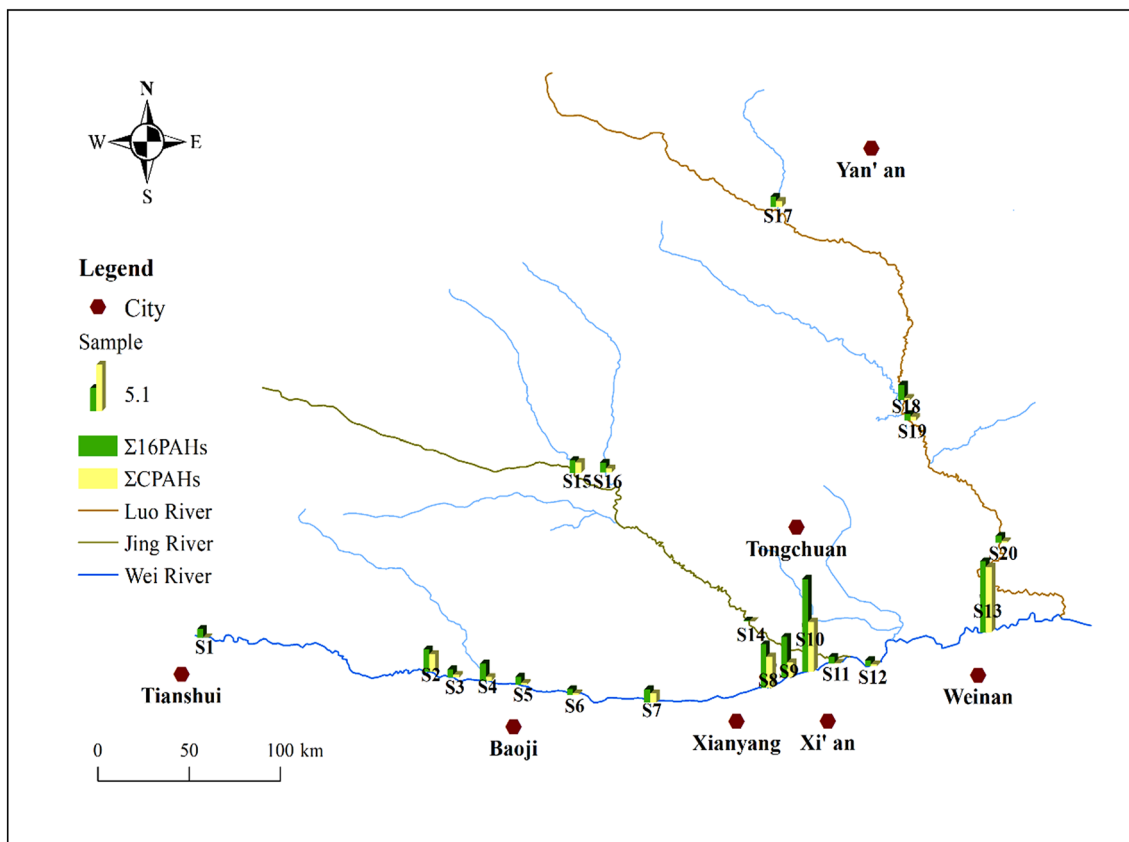 N
W E
S
Yan' an
S17
Legend
City
Sample
5.1
Σ16PAHs
ΣCPAHs
Luo River
Jing River
Wei River
S18
S19
S15 S16
Tongchuan
S20
S13
S14
S10
S1
S2
S3
S4
S5
S6
S7
S8
S9
S11
S12
Tianshui
Baoji
Xianyang
Xi' an
Weinan
0 50 100 km